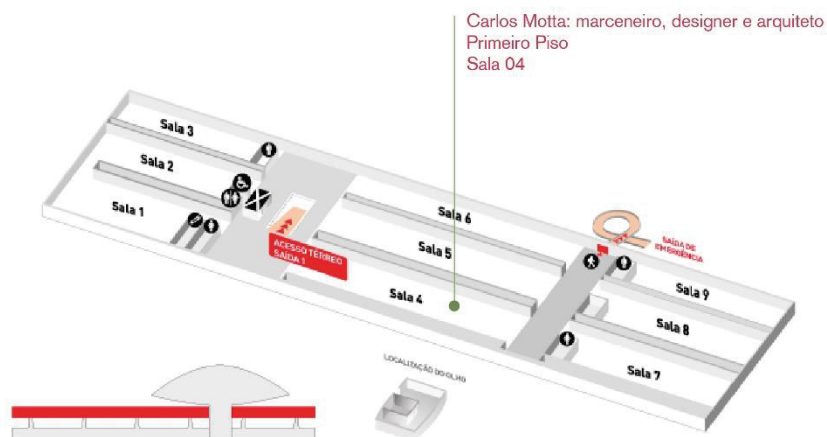 Carlos Motta: marceneiro, designer e arquiteto
Primeiro Piso
Sala 04
Sala 3
Sala 2
Sala 1
Sala 6
Sala 5
Sala 4
ACESSO TÉRREO
SAÍDA 1
SAÍDA DE
EMERGÊNCIA
Sala 9
Sala 8
Sala 7
LOCALIZAÇÃO DO OLHO